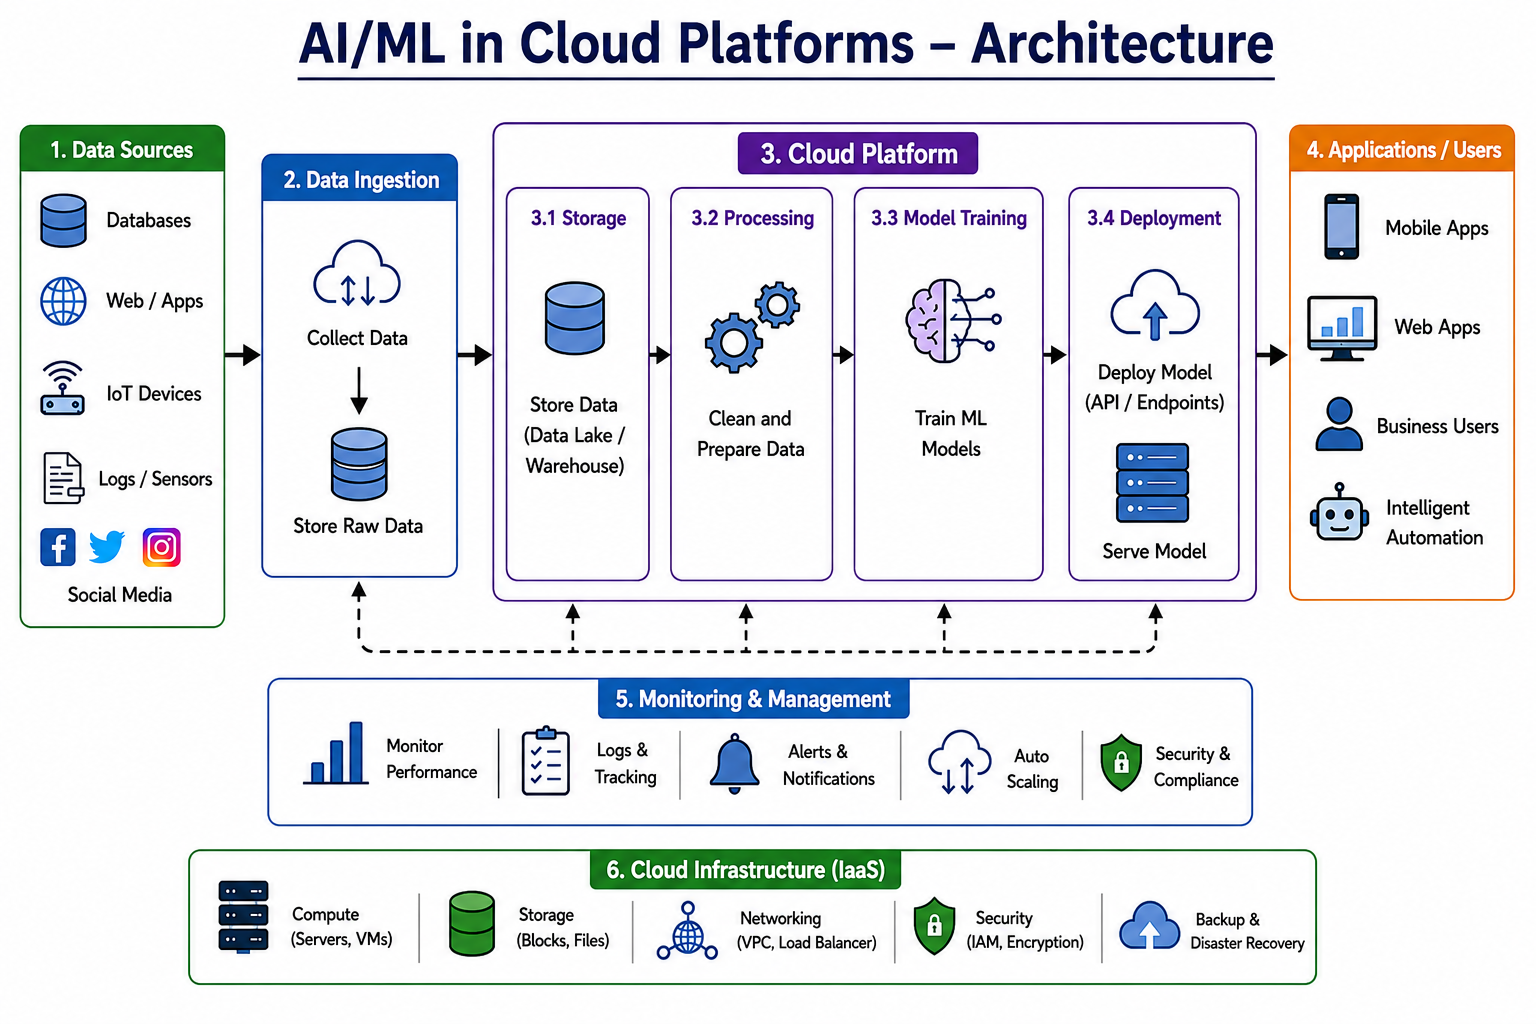 AI/ML in Cloud Platforms – Architecture
1. Data Sources
Databases
Web / Apps
IoT Devices
Logs / Sensors
Social Media
2. Data Ingestion
Collect Data
Store Raw Data
3. Cloud Platform
3.1 Storage
Store Data
(Data Lake /
Warehouse)
3.2 Processing
Clean and
Prepare Data
3.3 Model Training
Train ML
Models
3.4 Deployment
Deploy Model
(API / Endpoints)
Serve Model
4. Applications / Users
Mobile Apps
Web Apps
Business Users
Intelligent
Automation
5. Monitoring & Management
Monitor
Performance
Logs &
Tracking
Alerts &
Notifications
Auto
Scaling
Security &
Compliance
6. Cloud Infrastructure (IaaS)
Compute
(Servers, VMs)
Storage
(Blocks, Files)
Networking
(VPC, Load Balancer)
Security
(IAM, Encryption)
Backup &
Disaster Recovery